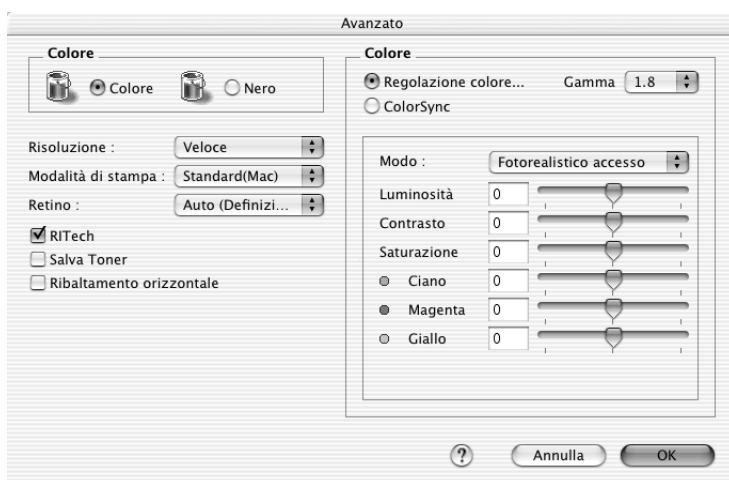 Avanzato
Colore
Colore
Nero
Risoluzione : Veloce
Modalità di stampa : Standard(Mac)
Retino : Auto (Definizi...
RITech
Salva Toner
Ribaltamento orizzontale
Colore
Regolazione colore... Gamma 1.8
ColorSync
Modo : Fotorealistico accesso
Luminosità 0
Contrasto 0
Saturazione 0
Ciano 0
Magenta 0
Giallo 0
? Annulla OK